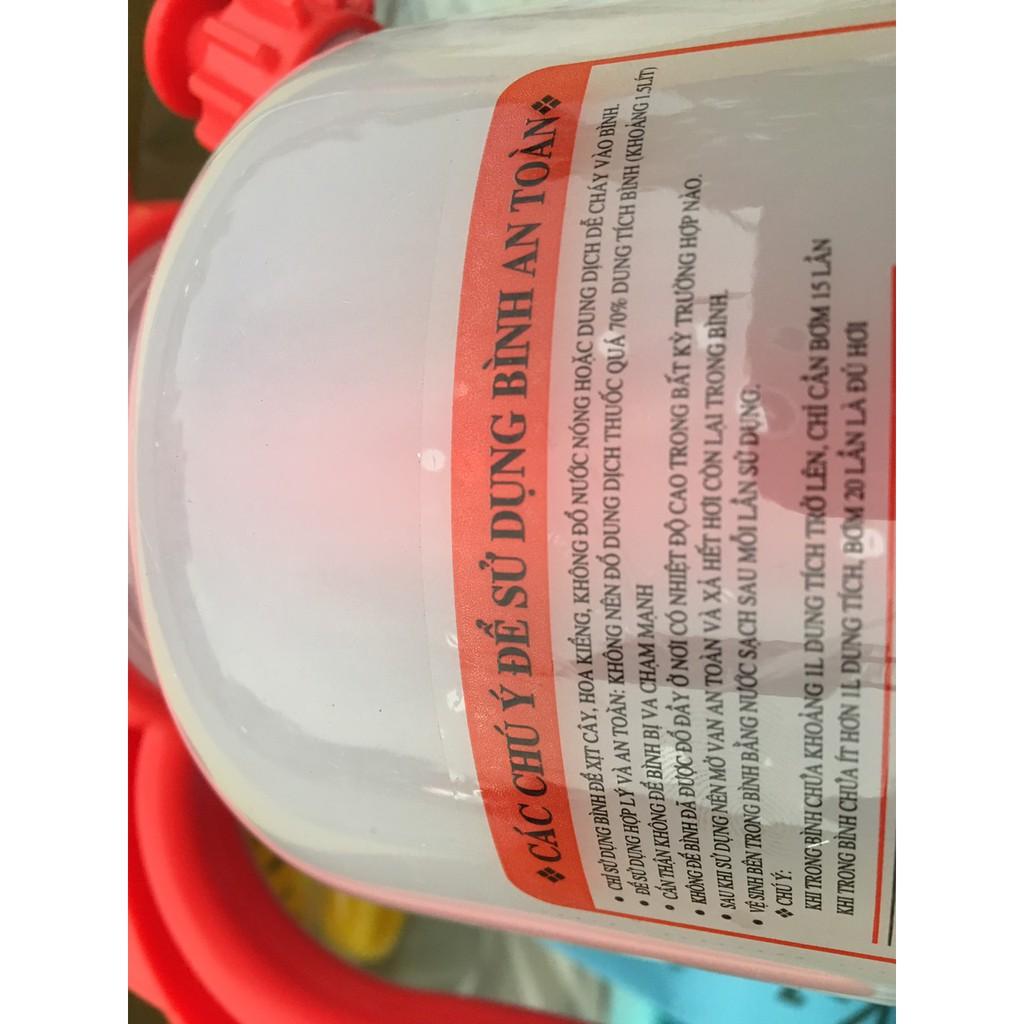 ❖CÁC CHÚ Ý ĐỂ SỬ DỤNG BÌNH AN TOÀN❖
• CHỈ SỬ DỤNG BÌNH ĐỂ XỊT CÂY, HOA KIỂNG, KHÔNG ĐỔ NƯỚC NÓNG HOẶC DUNG DỊCH DỄ CHÁY VÀO BÌNH.
• ĐỂ SỬ DỤNG HỢP LÝ VÀ AN TOÀN: KHÔNG NÊN ĐỔ DUNG DỊCH THUỐC QUÁ 70% DUNG TÍCH BÌNH (KHOẢNG 1.5LÍT)
• CẨN THẬN KHÔNG ĐỂ BÌNH BỊ VA CHẠM MẠNH
• KHÔNG ĐỂ BÌNH ĐÃ ĐƯỢC ĐỔ ĐẦY Ở NƠI CÓ NHIỆT ĐỘ CAO TRONG BẤT KỲ TRƯỜNG HỢP NÀO.
• SAU KHI SỬ DỤNG NÊN MỞ VAN AN TOÀN VÀ XẢ HẾT HƠI CÒN LẠI TRONG BÌNH.
• VỆ SINH BÊN TRONG BÌNH BẰNG NƯỚC SẠCH SAU MỖI LẦN SỬ DỤNG.
❖ CHÚ Ý:
KHI TRONG BÌNH CHỨA KHOẢNG 1L DUNG TÍCH TRỞ LÊN, CHỈ CẦN BƠM 15 LẦN
KHI TRONG BÌNH CHỨA ÍT HƠN 1L DUNG TÍCH, BƠM 20 LẦN LÀ ĐỦ HƠI